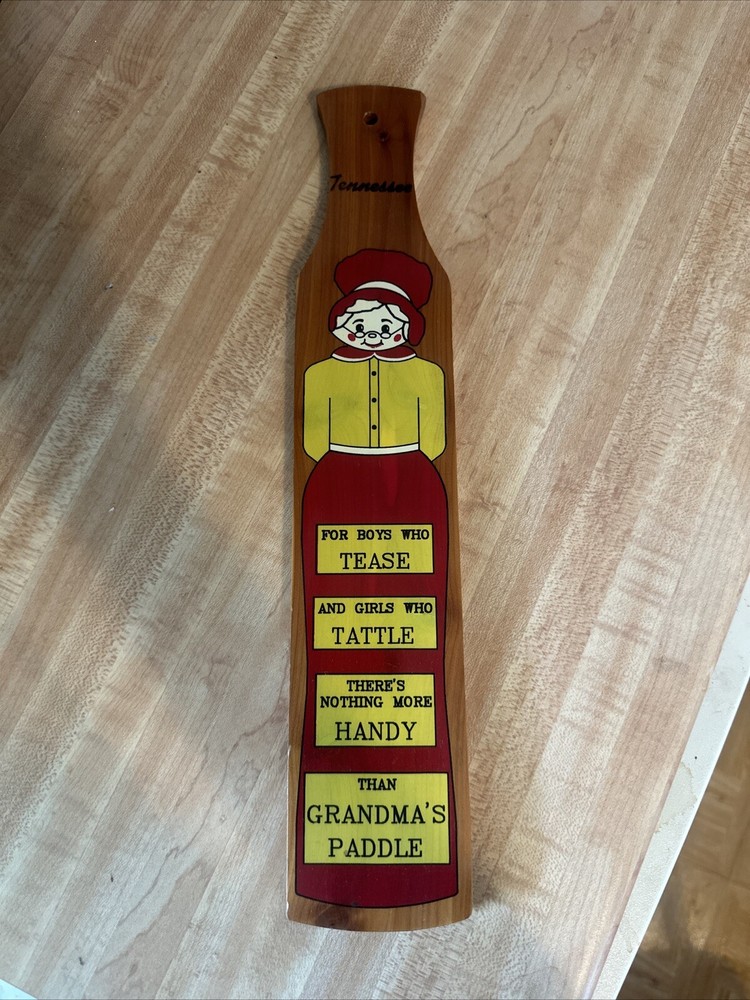 Tennessee
FOR BOYS WHO
TEASE
AND GIRLS WHO
TATTLE
THERE'S
NOTHING MORE
HANDY
THAN
GRANDMA'S
PADDLE